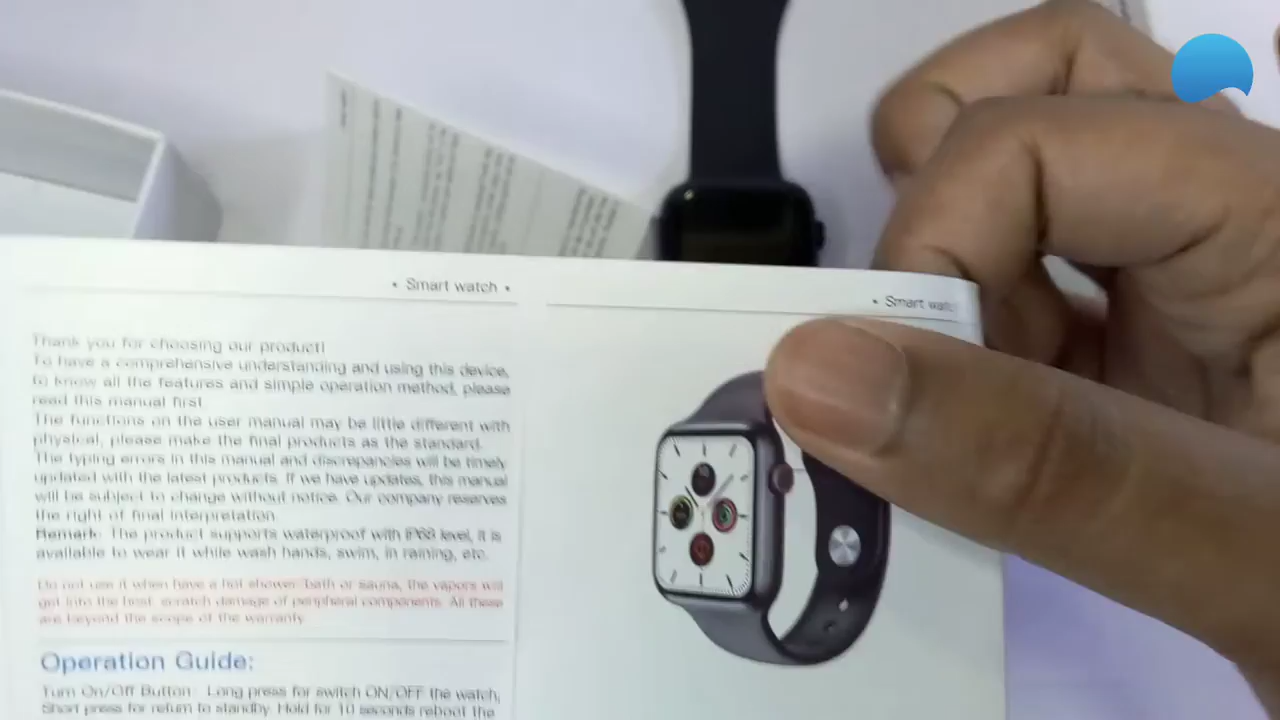 • Smart watch •
Thank you for choosing our product!
To have a comprehensive understanding and using this device,
to know all the features and simple operation method, please
read this manual first.
The functions on the user manual may be little different with
physical, please make the final products as the standard.
The typing errors in this manual and discrepancies will be timely
updated with the latest products. If we have updates, this manual
will be subject to change without notice. Our company reserves
the right of final interpretation.
Remark: The product supports waterproof with IP68 level, it is
available to wear it while wash hands, swim, in raining, etc.
Do not use it when have a hot shower bath or sauna, the vapors will
get into the host, scratch damage of peripheral components. All these
are beyond the scope of the warranty.
Operation Guide:
Turn On/Off Button: Long press for switch ON/OFF the watch,
Short press for return to standby. Hold for 10 seconds reboot the
• Smart watch